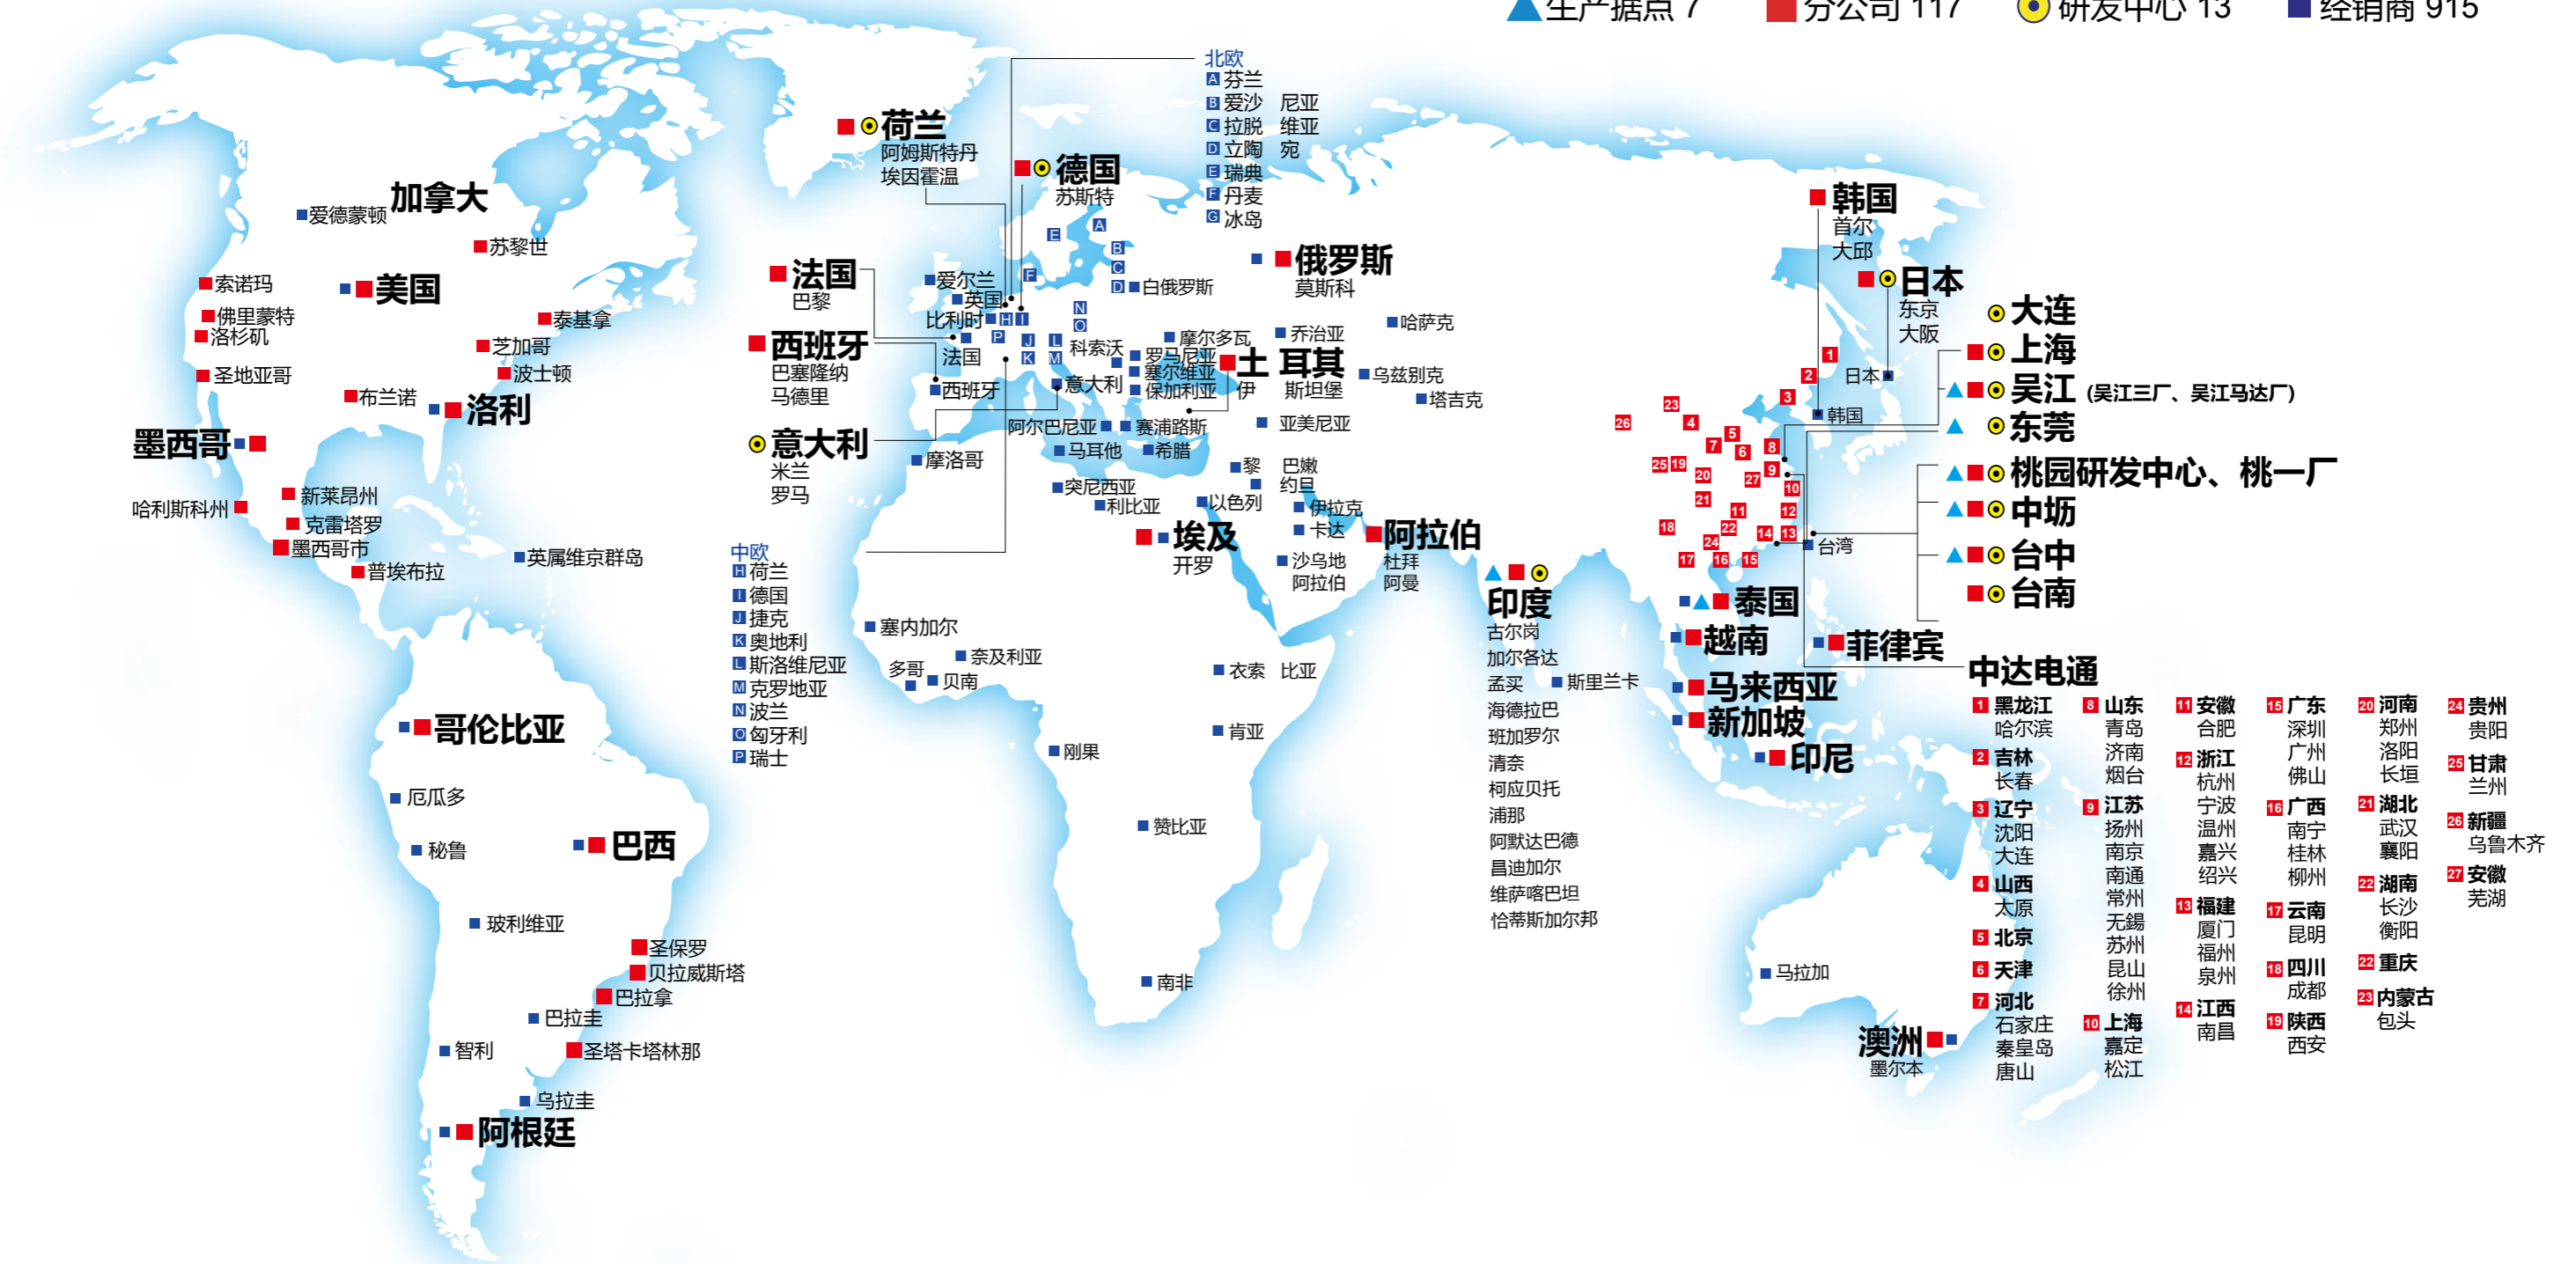 生产据点 7
分公司 117
研发中心 13
经销商 915
加拿大
爱德蒙顿
苏黎世
索诺玛
美国
佛里蒙特
洛杉矶
泰基拿
芝加哥
圣地亚哥
波士顿
布兰诺
洛利
墨西哥
新莱昂州
哈利斯科州
克雷塔罗
墨西哥市
普埃布拉
英属维京群岛
哥伦比亚
厄瓜多
秘鲁
巴西
玻利维亚
圣保罗
贝拉威斯塔
巴拉拿
巴拉圭
智利
圣塔卡塔林那
乌拉圭
阿根廷
荷兰
阿姆斯特丹
埃因霍温
德国
苏斯特
北欧
A 芬兰
B 爱沙 尼亚
C 拉脱 维亚
D 立陶 宛
E 瑞典
F 丹麦
G 冰岛
法国
巴黎
西班牙
巴塞隆纳
马德里
意大利
米兰
罗马
爱尔兰
英国
比利时
法国
西班牙
E
A
B
C
D
F
白俄罗斯
N
O
H I
P
J
L
K
M
科索沃
意大利
摩尔多瓦
罗马尼亚
塞尔维亚
保加利亚
阿尔巴尼亚
赛浦路斯
马耳他
希腊
摩洛哥
突尼西亚
利比亚
俄罗斯
莫斯科
乔治亚
哈萨克
土 耳其
伊 斯坦堡
乌兹别克
塔吉克
亚美尼亚
黎 巴嫩
约旦
以色列
伊拉克
卡达
沙乌地
阿拉伯
埃及
开罗
阿拉伯
杜拜
阿曼
中欧
H 荷兰
I 德国
J 捷克
K 奥地利
L 斯洛维尼亚
M 克罗地亚
N 波兰
O 匈牙利
P 瑞士
塞内加尔
多哥
奈及利亚
贝南
衣索 比亚
肯亚
刚果
赞比亚
南非
印度
古尔岗
加尔各达
孟买
海德拉巴
班加罗尔
清奈
柯应贝托
浦那
阿默达巴德
昌迪加尔
维萨喀巴坦
恰蒂斯加尔邦
斯里兰卡
韩国
首尔
大邱
日本
东京
大阪
日本
韩国
台湾
1
2
3
23
26
4
5
7
6
8
25
19
20
27
9
10
21
11
12
18
22
14
13
24
17
16
15
大连
上海
吴江 (吴江三厂、吴江马达厂)
东莞
桃园研发中心、桃一厂
中坜
台中
台南
泰国
越南
菲律宾
马来西亚
新加坡
印尼
马拉加
澳洲
墨尔本
中达电通
1 黑龙江
哈尔滨
2 吉林
长春
3 辽宁
沈阳
大连
4 山西
太原
5 北京
6 天津
7 河北
石家庄
秦皇岛
唐山
8 山东
青岛
济南
烟台
9 江苏
扬州
南京
南通
常州
无锡
苏州
昆山
徐州
10 上海
嘉定
松江
11 安徽
合肥
12 浙江
杭州
宁波
温州
嘉兴
绍兴
13 福建
厦门
福州
泉州
14 江西
南昌
15 广东
深圳
广州
佛山
16 广西
南宁
桂林
柳州
17 云南
昆明
18 四川
成都
19 陕西
西安
20 河南
郑州
洛阳
长垣
21 湖北
武汉
襄阳
22 湖南
长沙
衡阳
22 重庆
23 内蒙古
包头
24 贵州
贵阳
25 甘肃
兰州
26 新疆
乌鲁木齐
27 安徽
芜湖